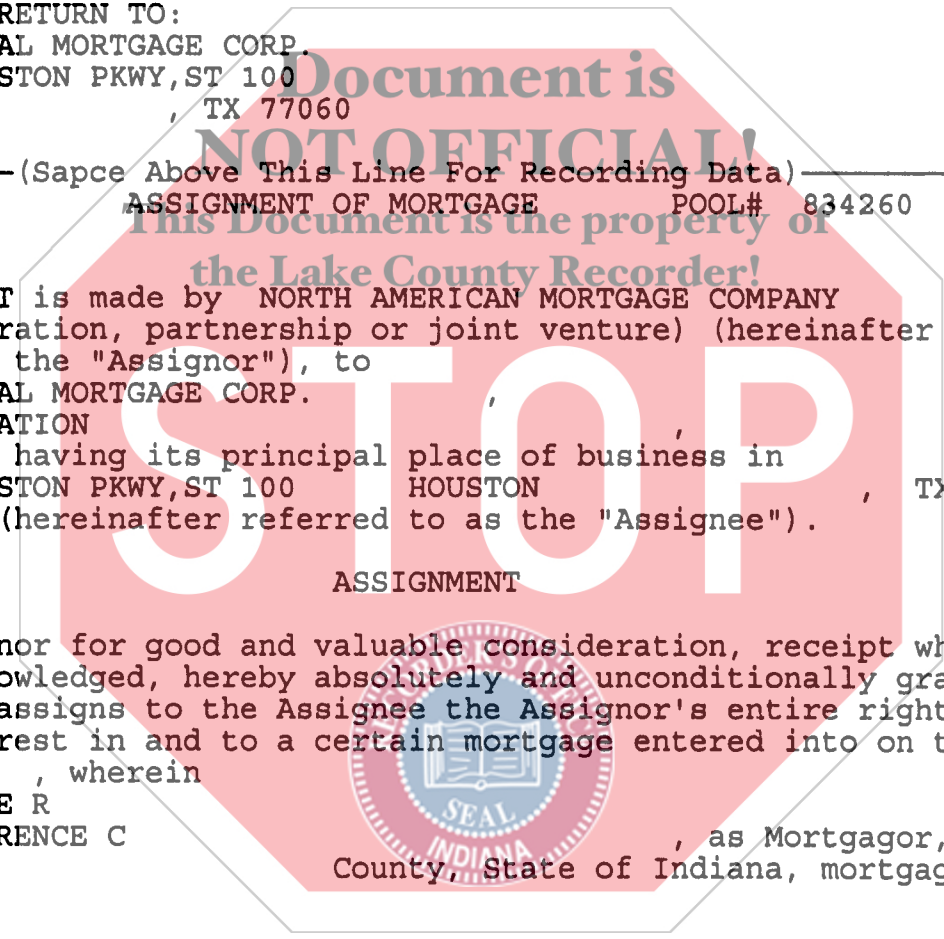 RETURN TO:
AL MORTGAGE CORP.
STON PKWY,ST 100
, TX 77060
Document is
NOT OFFICIAL!
(Sapce Above This Line For Recording Data)
ASSIGNMENT OF MORTGAGE POOL# 834260
This Document is the property of
the Lake County Recorder!
T is made by NORTH AMERICAN MORTGAGE COMPANY
ration, partnership or joint venture) (hereinafter
the "Assignor"), to
AL MORTGAGE CORP. ,
ATION ,
having its principal place of business in
STON PKWY,ST 100 HOUSTON , TX
(hereinafter referred to as the "Assignee").
STOP
ASSIGNMENT
nor for good and valuable consideration, receipt wh
owledged, hereby absolutely and unconditionally gra
assigns to the Assignee the Assignor's entire right
rest in and to a certain mortgage entered into on t
, wherein
E R
RENCE C , as Mortgagor,
County, State of Indiana, mortgag
RECORDER'S OFFICE
SEAL
INDIANA